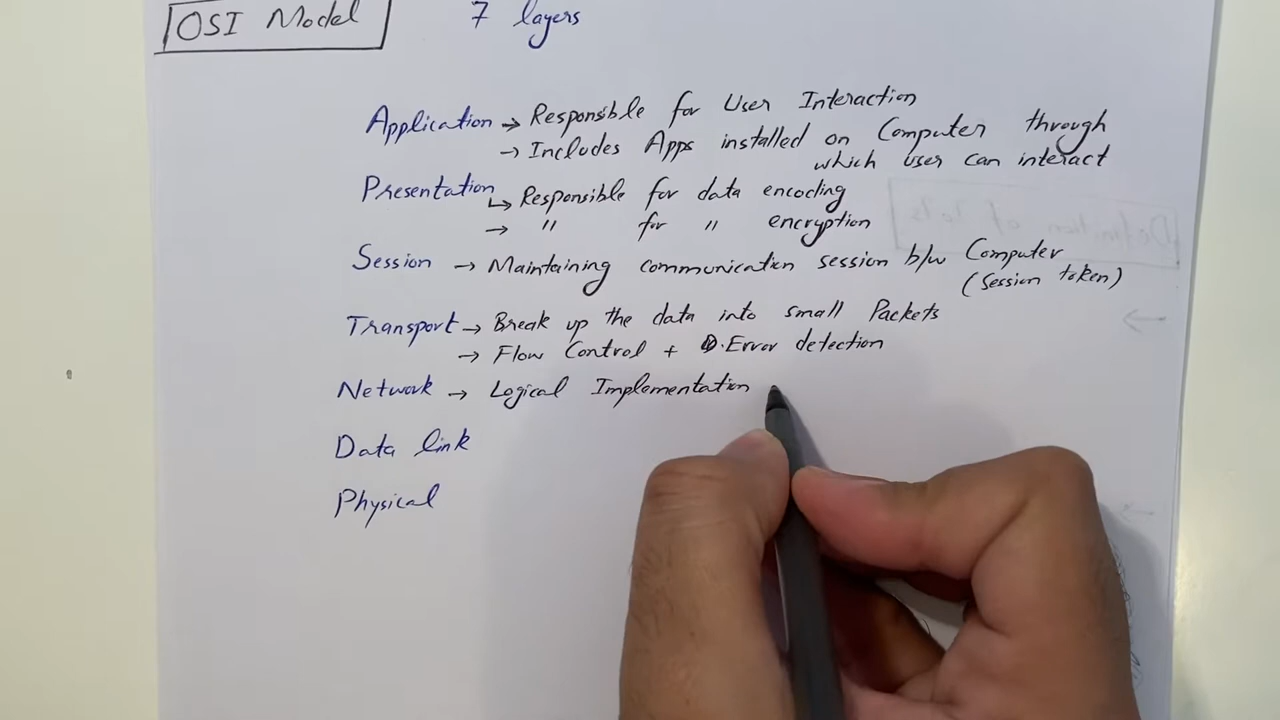 OSI Model 7 layers
Application → Responsible for User Interaction
→ Includes Apps installed on Computer through
which user can interact
Presentation ↳ Responsible for data encoding
→ " for " encryption
Session → Maintaining communication session b/w Computer
(Session token)
Transport → Break up the data into small Packets
→ Flow Control + Error detection
Network → Logical Implementation
Data link
Physical